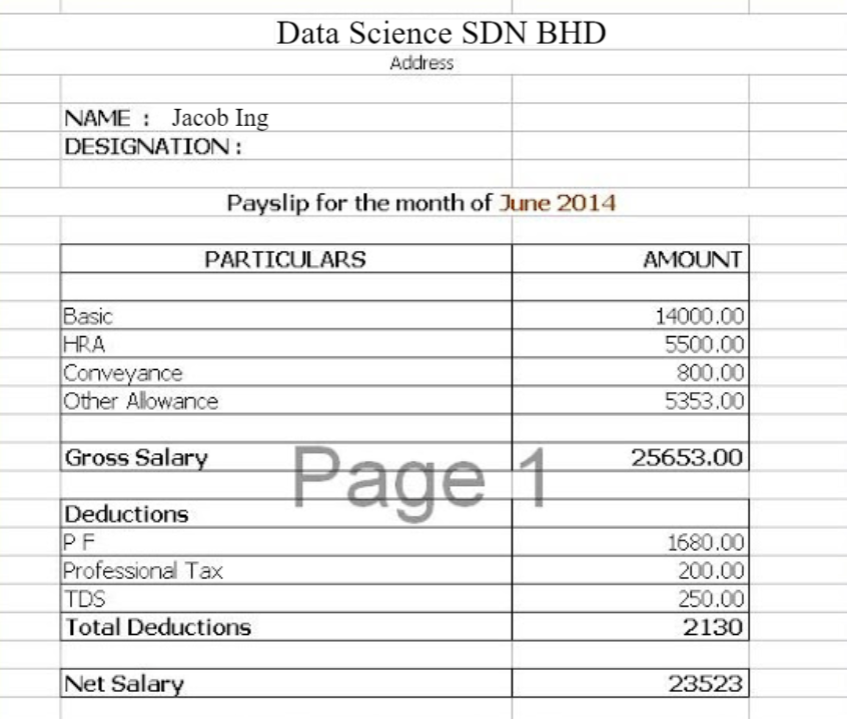 Data Science SDN BHD
Address
NAME : Jacob Ing
DESIGNATION :
Payslip for the month of June 2014
PARTICULARS AMOUNT
Basic 14000.00
HRA 5500.00
Conveyance 800.00
Other Allowance 5353.00
Gross Salary 25653.00
Page 1
Deductions
P F 1680.00
Professional Tax 200.00
TDS 250.00
Total Deductions 2130
Net Salary 23523